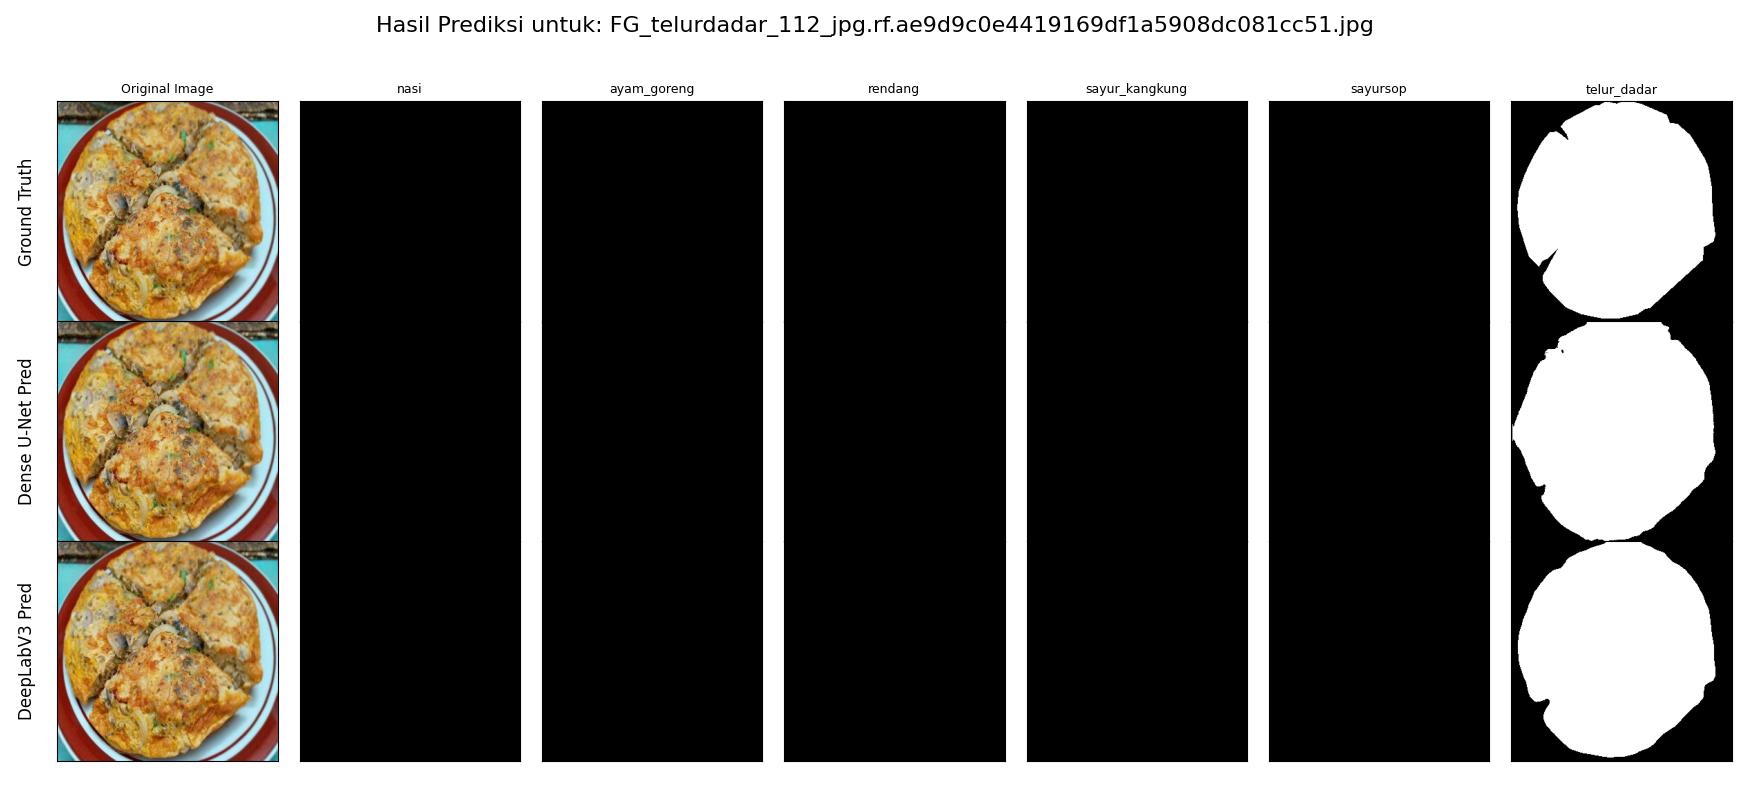 Hasil Prediksi untuk: FG_telurdadar_112_jpg.rf.ae9d9c0e4419169df1a5908dc081cc51.jpg
Original Image
nasi
ayam_goreng
rendang
sayur_kangkung
sayursop
telur_dadar
Ground Truth
Dense U-Net Pred
DeepLabV3 Pred